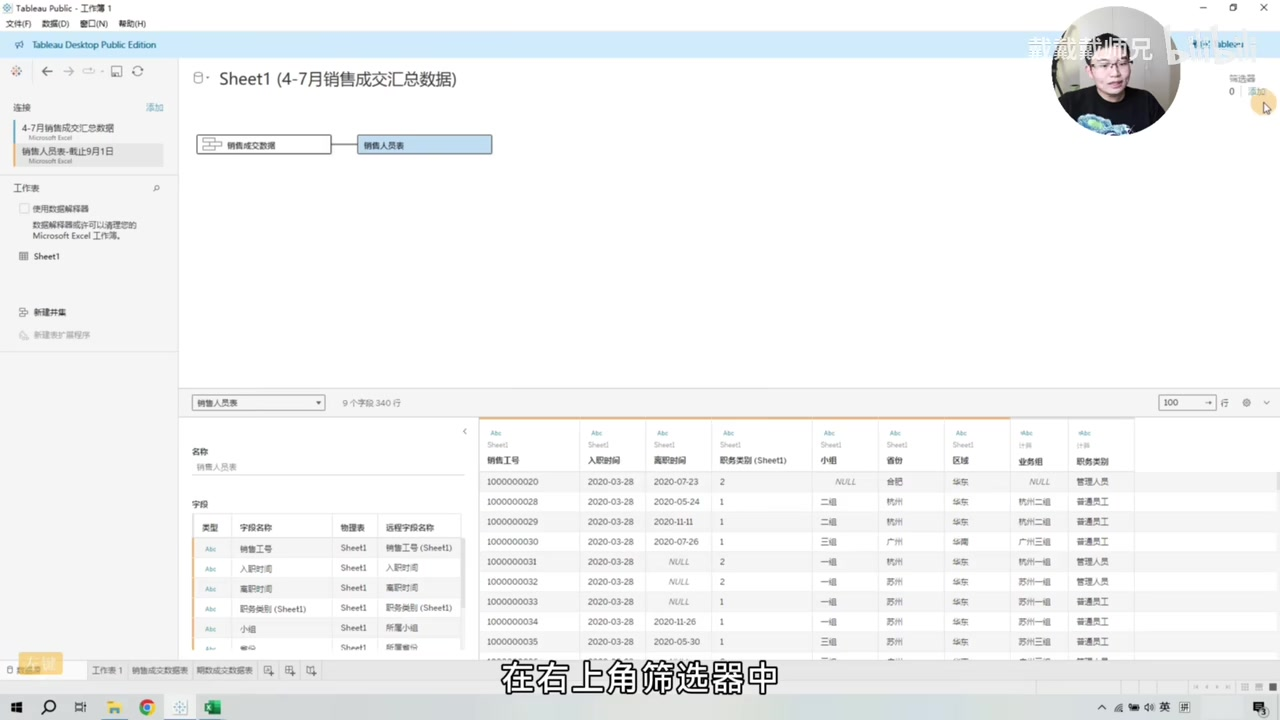 Tableau Public - 工作簿 1
文件(F) 数据(D) 窗口(N) 帮助(H)
Tableau Desktop Public Edition
戴戴戴师兄 bilibili
连接 添加
4-7月销售成交汇总数据
Microsoft Excel
销售人员表-截止9月1日
Microsoft Excel
工作表
使用数据解释器
数据解释器或许可以清理您的
Microsoft Excel 工作簿。
Sheet1
新建并集
新建表扩展程序
Sheet1 (4-7月销售成交汇总数据)
筛选器
0 添加
销售成交数据 销售人员表
销售人员表 9 个字段 340 行 100 行
名称
销售人员表
字段
类型 字段名称 物理表 远程字段名称
Abc 销售工号 Sheet1 销售工号 (Sheet1)
Abc 入职时间 Sheet1 入职时间
Abc 离职时间 Sheet1 离职时间
Abc 职务类别 (Sheet1) Sheet1 职务类别 (Sheet1)
Abc 小组 Sheet1 所属小组
Abc 省份 Sheet1 所属省份
Abc Abc Abc Abc Abc Abc Abc =Abc =Abc
Sheet1 Sheet1 Sheet1 Sheet1 Sheet1 Sheet1 Sheet1 计算 计算
销售工号 入职时间 离职时间 职务类别 (Sheet1) 小组 省份 区域 业务组 职务类别
1000000020 2020-03-28 2020-07-23 2 NULL 合肥 华东 NULL 管理人员
1000000028 2020-03-28 2020-05-24 1 二组 杭州 华东 杭州二组 普通员工
1000000029 2020-03-28 2020-11-11 1 二组 杭州 华东 杭州二组 普通员工
1000000030 2020-03-28 2020-07-26 1 三组 广州 华南 广州三组 普通员工
1000000031 2020-03-28 NULL 2 一组 杭州 华东 杭州一组 管理人员
1000000032 2020-03-28 NULL 2 一组 苏州 华东 苏州一组 管理人员
1000000033 2020-03-28 NULL 1 一组 苏州 华东 苏州一组 普通员工
1000000034 2020-03-28 2020-11-26 1 一组 苏州 华东 苏州一组 普通员工
1000000035 2020-03-28 2020-05-30 1 三组 苏州 华东 苏州三组 普通员工
左键
数据源 工作表 1 销售成交数据表 期数成交数据表
在右上角筛选器中
英 拼
3